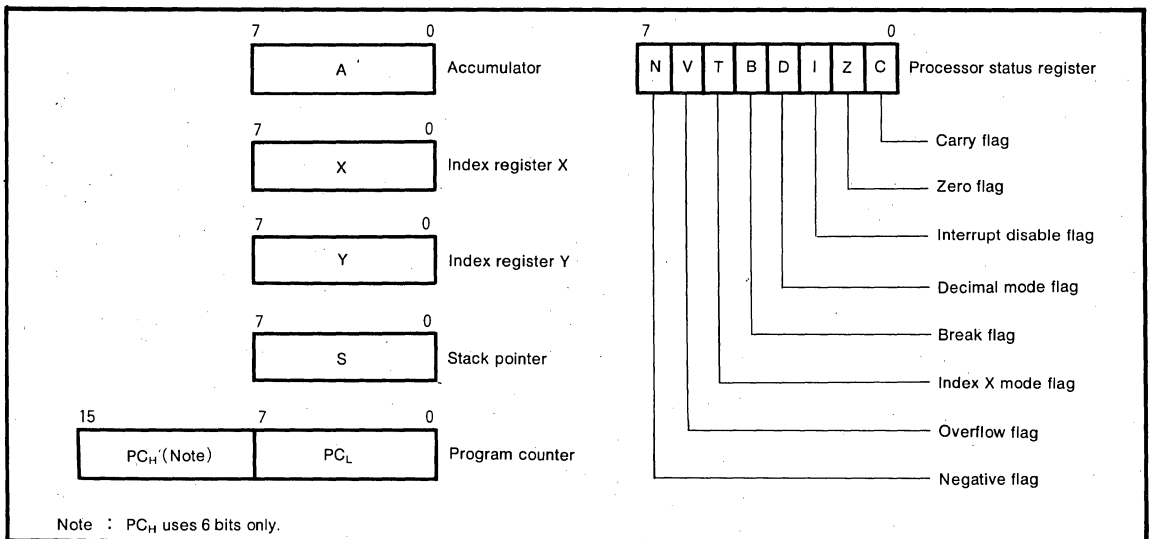 7 0
A Accumulator
7 0
X Index register X
7 0
Y Index register Y
7 0
S Stack pointer
15 7 0
PCH (Note) PCL Program counter
Note : PCH uses 6 bits only.
7 0
N V T B D I Z C Processor status register
Carry flag
Zero flag
Interrupt disable flag
Decimal mode flag
Break flag
Index X mode flag
Overflow flag
Negative flag